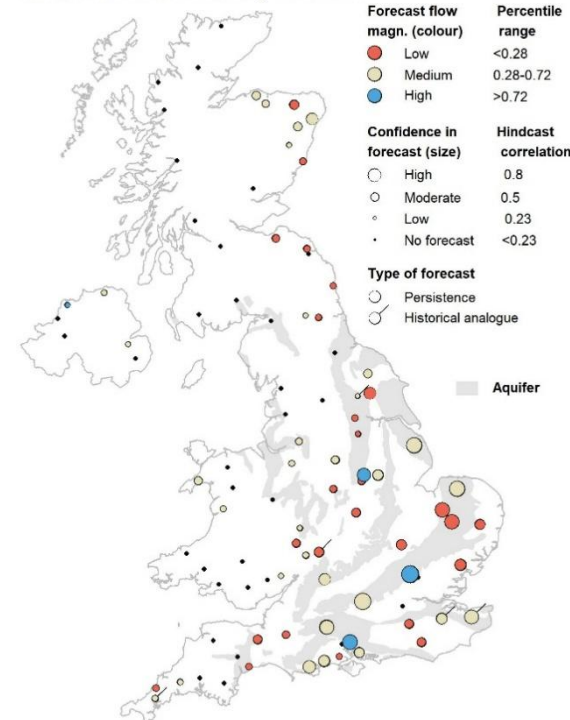 Forecast flow Percentile
magn. (colour) range
Low <0.28
Medium 0.28-0.72
High >0.72
Confidence in Hindcast
forecast (size) correlation
High 0.8
Moderate 0.5
Low 0.23
No forecast <0.23
Type of forecast
Persistence
Historical analogue
Aquifer